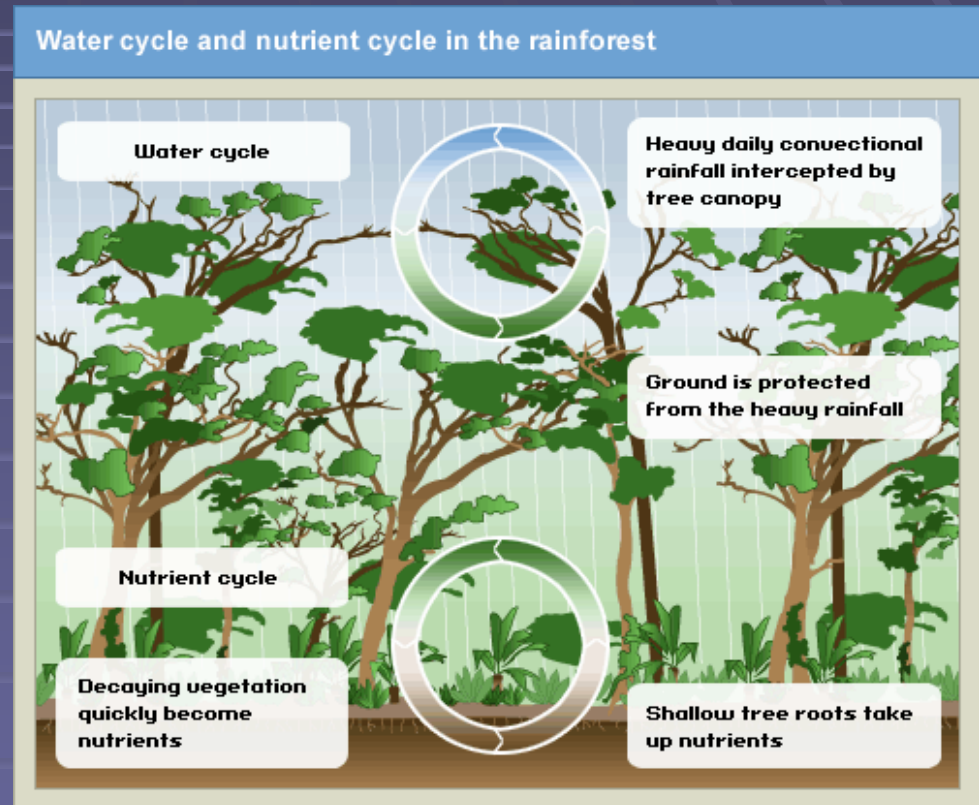 Water cycle and nutrient cycle in the rainforest
Water cycle
Heavy daily convectional
rainfall intercepted by
tree canopy
Ground is protected
from the heavy rainfall
Nutrient cycle
Decaying vegetation
quickly become
nutrients
Shallow tree roots take
up nutrients